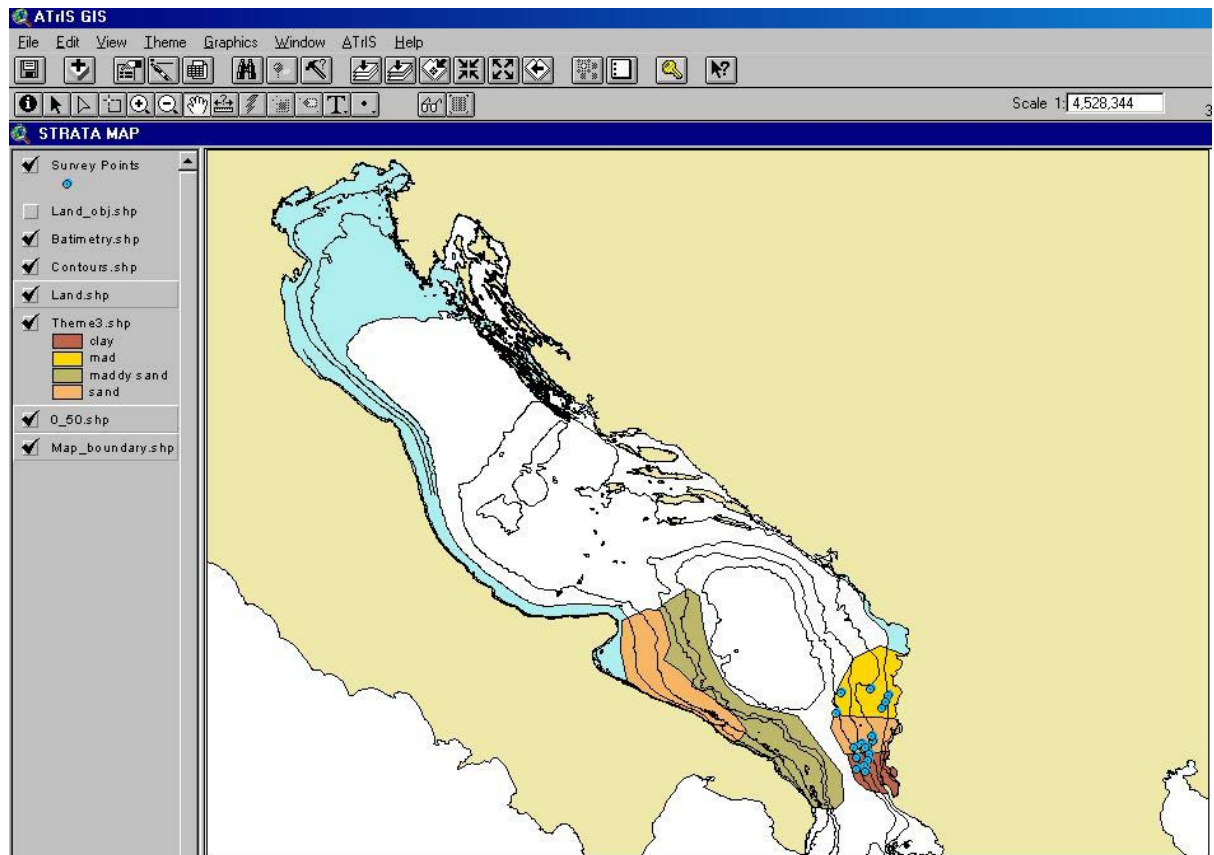 ATrIS GIS
File Edit View Theme Graphics Window ATrIS Help
Scale 1: 4,528,344
3
STRATA MAP
Survey Points
Land_obj.shp
Batimetry.shp
Contours.shp
Land.shp
Theme3.shp
clay
mad
maddy sand
sand
0_50.shp
Map_boundary.shp